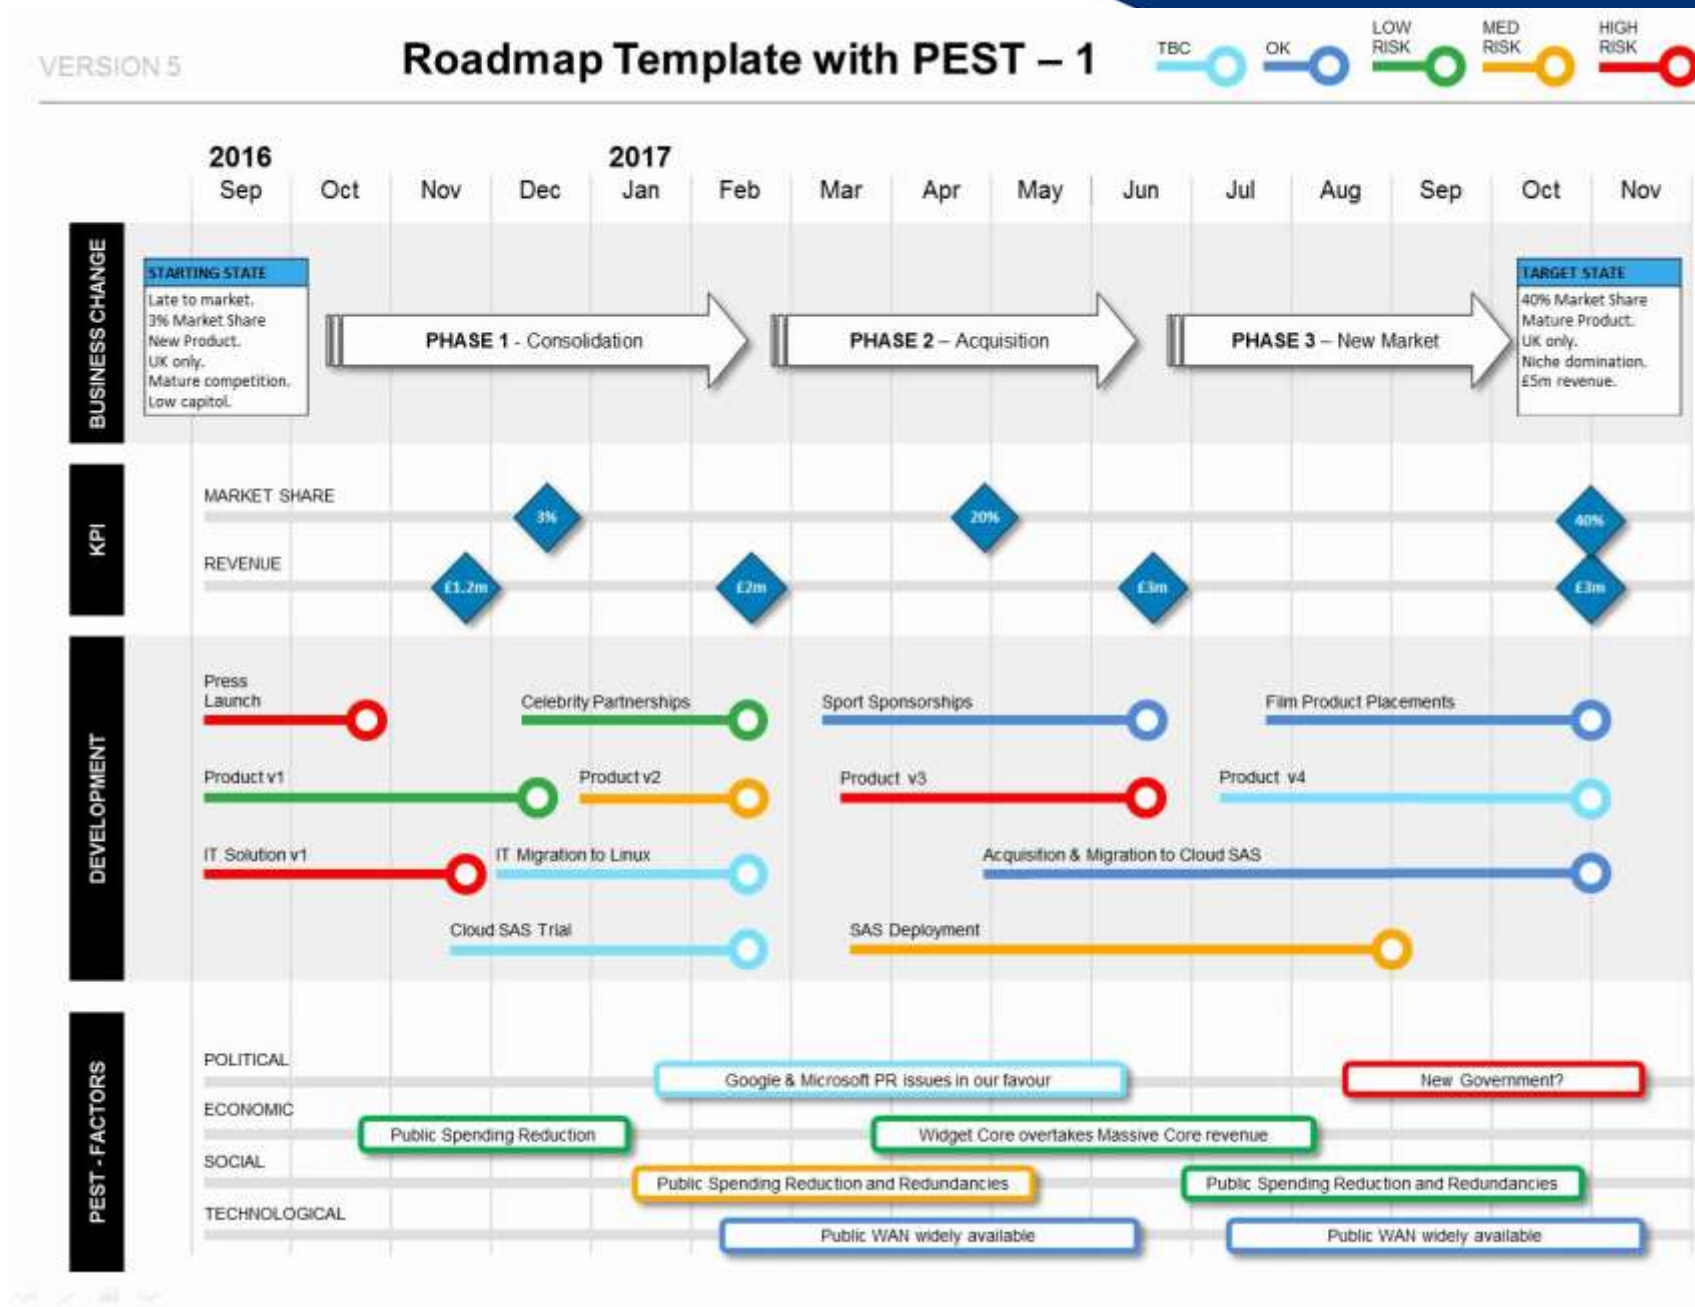 VERSION 5
Roadmap Template with PEST – 1
TBC
OK
LOW
RISK
MED
RISK
HIGH
RISK
2016
2017
Sep Oct Nov Dec Jan Feb Mar Apr May Jun Jul Aug Sep Oct Nov
BUSINESS CHANGE
STARTING STATE
Late to market.
3% Market Share
New Product.
UK only.
Mature competition.
Low capitol.
PHASE 1 - Consolidation
PHASE 2 – Acquisition
PHASE 3 – New Market
TARGET STATE
40% Market Share
Mature Product.
UK only.
Niche domination.
£5m revenue.
KPI
MARKET SHARE
3%
20%
40%
REVENUE
£1.2m
£2m
£3m
£3m
DEVELOPMENT
Press
Launch
Celebrity Partnerships
Sport Sponsorships
Film Product Placements
Product v1
Product v2
Product v3
Product v4
IT Solution v1
IT Migration to Linux
Acquisition & Migration to Cloud SAS
Cloud SAS Trial
SAS Deployment
PEST - FACTORS
POLITICAL
Google & Microsoft PR issues in our favour
New Government?
ECONOMIC
Public Spending Reduction
Widget Core overtakes Massive Core revenue
SOCIAL
Public Spending Reduction and Redundancies
Public Spending Reduction and Redundancies
TECHNOLOGICAL
Public WAN widely available
Public WAN widely available